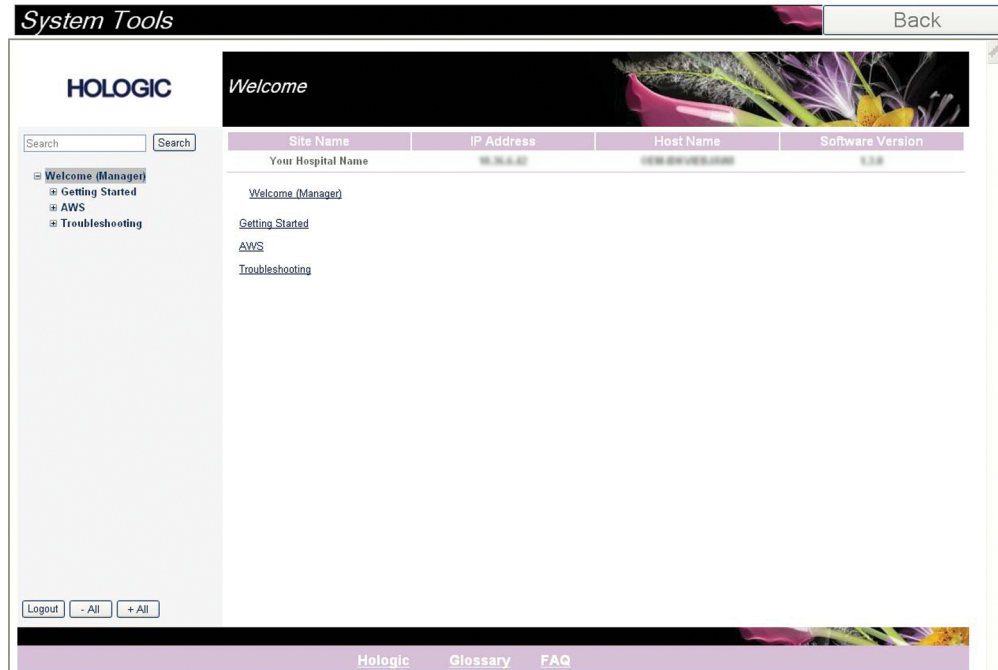 System Tools
Back
HOLOGIC
Welcome
Search
Search
Welcome (Manager)
Getting Started
AWS
Troubleshooting
Site Name IP Address Host Name Software Version
Your Hospital Name
Welcome (Manager)
Getting Started
AWS
Troubleshooting
Logout - All + All
Hologic Glossary FAQ